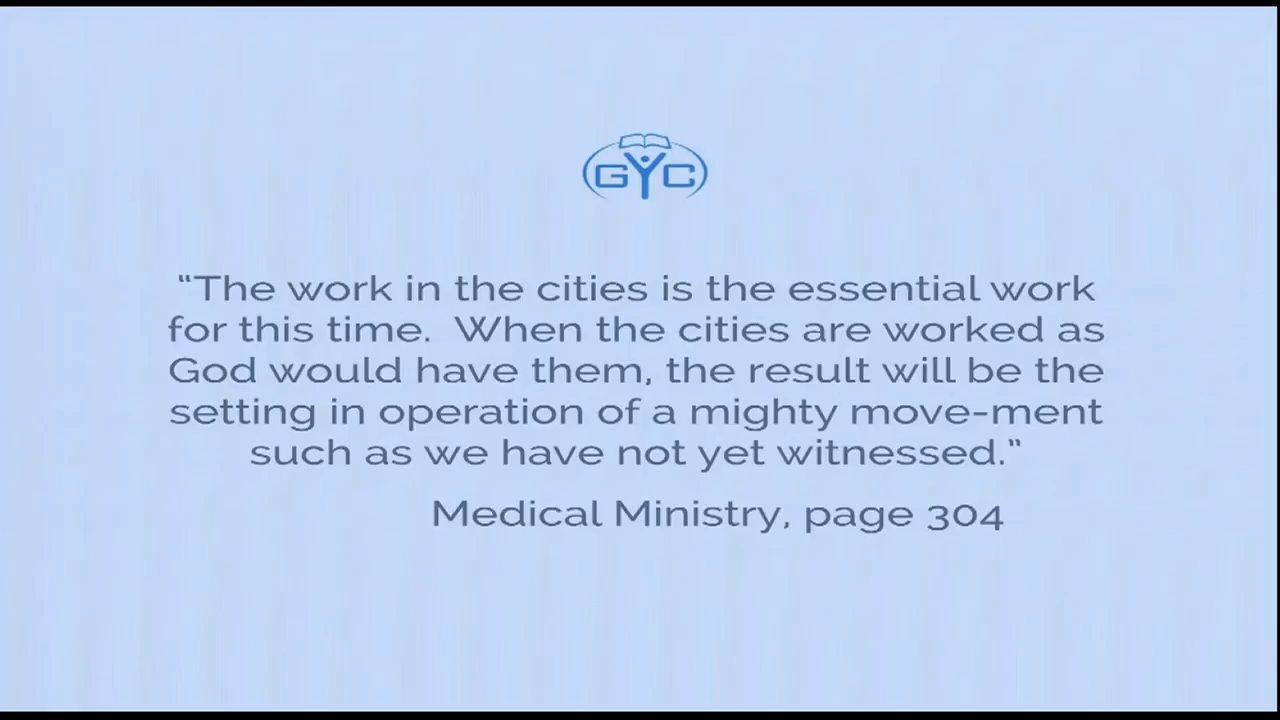 GYC
“The work in the cities is the essential work
for this time.  When the cities are worked as
God would have them, the result will be the
setting in operation of a mighty move-ment
such as we have not yet witnessed.”
Medical Ministry, page 304